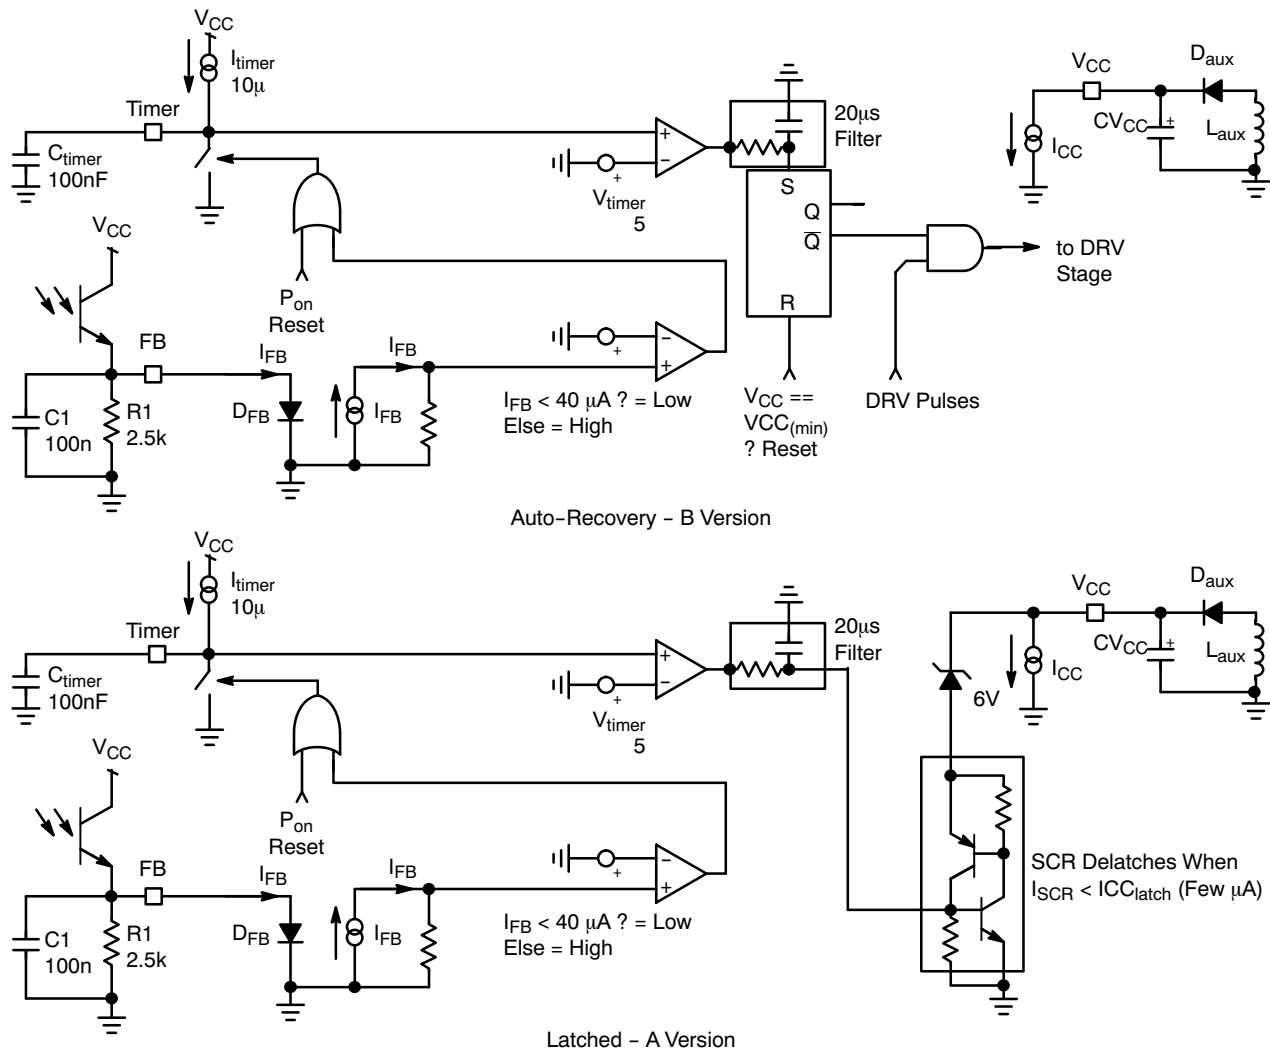 V_CC
I_timer
10μ
Timer
C_timer
100nF
V_timer
5
+
−
+
20μs
Filter
S
Q
Q̅
R
V_CC
D_aux
CV_CC
+
L_aux
I_CC
to DRV
Stage
V_CC
P_on
Reset
FB
I_FB
I_FB
D_FB
I_FB
C1
100n
R1
2.5k
−
+
+
I_FB < 40 μA ? = Low
Else = High
V_CC ==
VCC_(min)
? Reset
DRV Pulses
Auto-Recovery - B Version
V_CC
I_timer
10μ
Timer
C_timer
100nF
V_timer
5
+
−
+
20μs
Filter
V_CC
D_aux
CV_CC
+
L_aux
I_CC
6V
V_CC
P_on
Reset
FB
I_FB
I_FB
D_FB
I_FB
C1
100n
R1
2.5k
−
+
+
I_FB < 40 μA ? = Low
Else = High
SCR Delatches When
I_SCR < ICC_latch (Few μA)
Latched - A Version